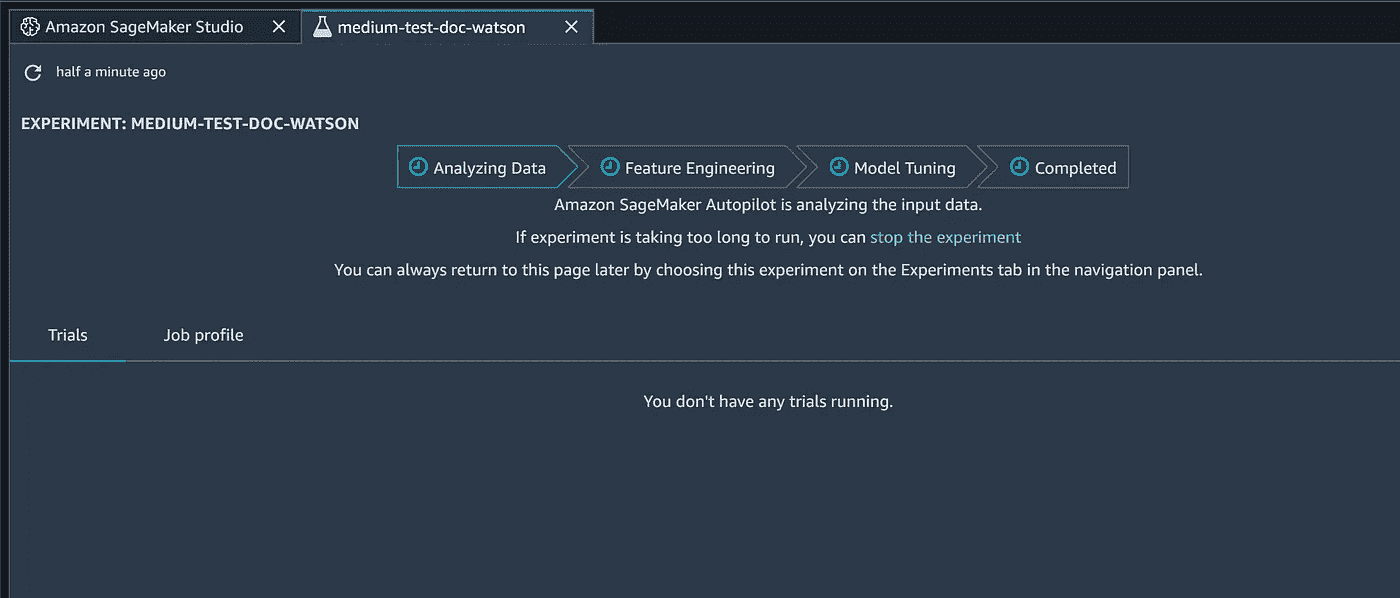 Amazon SageMaker Studio medium-test-doc-watson
half a minute ago
EXPERIMENT: MEDIUM-TEST-DOC-WATSON
Analyzing Data Feature Engineering Model Tuning Completed
Amazon SageMaker Autopilot is analyzing the input data.
If experiment is taking too long to run, you can stop the experiment
You can always return to this page later by choosing this experiment on the Experiments tab in the navigation panel.
Trials Job profile
You don't have any trials running.